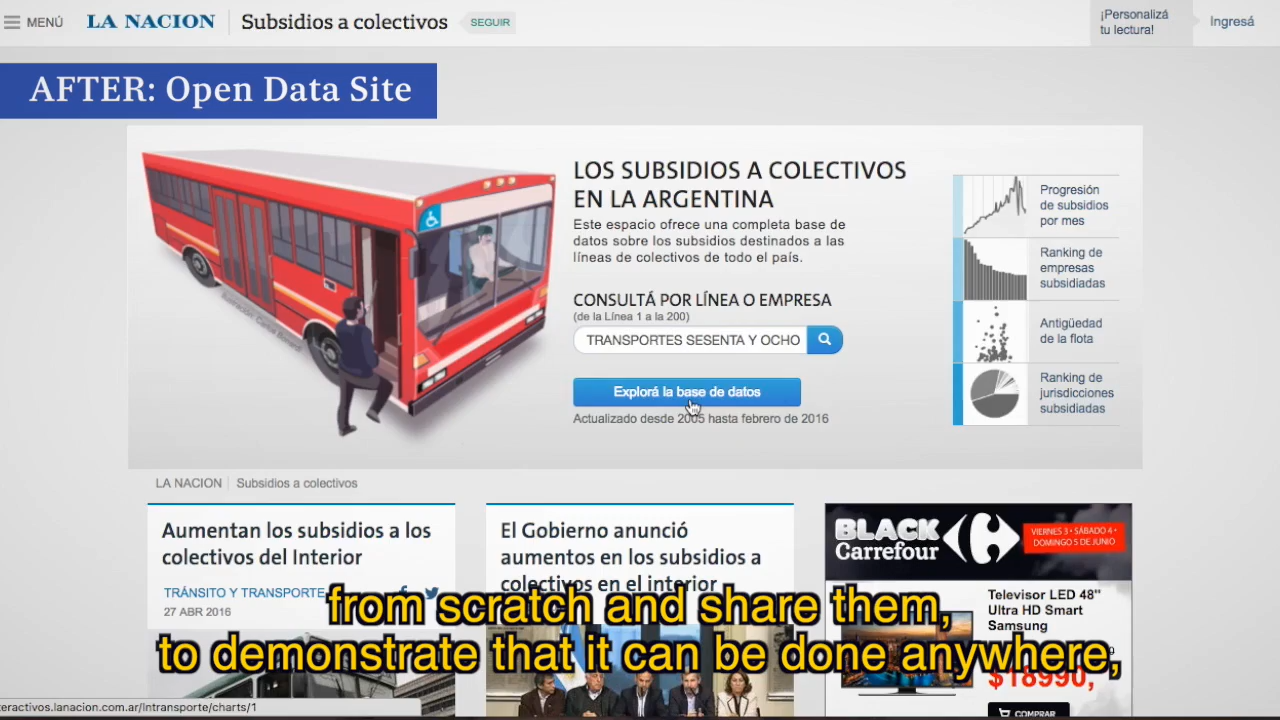 MENÚ
LA NACION
Subsidios a colectivos
SEGUIR
¡Personalizá
tu lectura!
Ingresá
AFTER: Open Data Site
LOS SUBSIDIOS A COLECTIVOS
EN LA ARGENTINA
Este espacio ofrece una completa base de
datos sobre los subsidios destinados a las
líneas de colectivos de todo el país.
CONSULTÁ POR LÍNEA O EMPRESA
(de la Línea 1 a la 200)
TRANSPORTES SESENTA Y OCHO
Explorá la base de datos
Actualizado desde 2005 hasta febrero de 2016
Progresión
de subsidios
por mes
Ranking de
empresas
subsidiadas
Antigüedad
de la flota
Ranking de
jurisdicciones
subsidiadas
LA NACION
Subsidios a colectivos
Aumentan los subsidios a los
colectivos del Interior
TRÁNSITO Y TRANSPORTE
27 ABR 2016
El Gobierno anunció
aumentos en los subsidios a
colectivos en el interior
BLACK
Carrefour
VIERNES 3 • SÁBADO 4 •
DOMINGO 5 DE JUNIO
Televisor LED 48"
Ultra HD Smart
Samsung
$18990,
COMPRAR
from scratch and share them,
to demonstrate that it can be done anywhere,
teractivos.lanacion.com.ar/lntransporte/charts/1